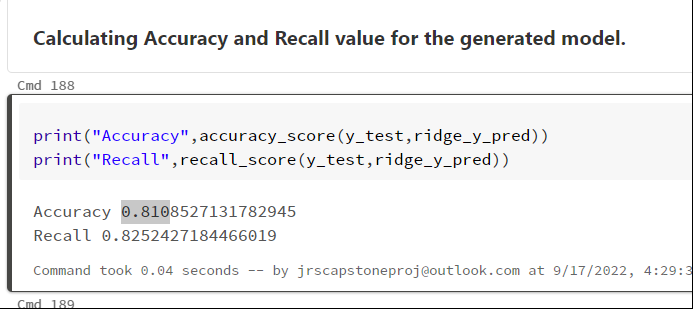 Calculating Accuracy and Recall value for the generated model.
Cmd 188
print("Accuracy",accuracy_score(y_test,ridge_y_pred))
print("Recall",recall_score(y_test,ridge_y_pred))
Accuracy 0.8108527131782945
Recall 0.8252427184466019
Command took 0.04 seconds -- by jrscapstoneproj@outlook.com at 9/17/2022, 4:29:3
Cmd 189